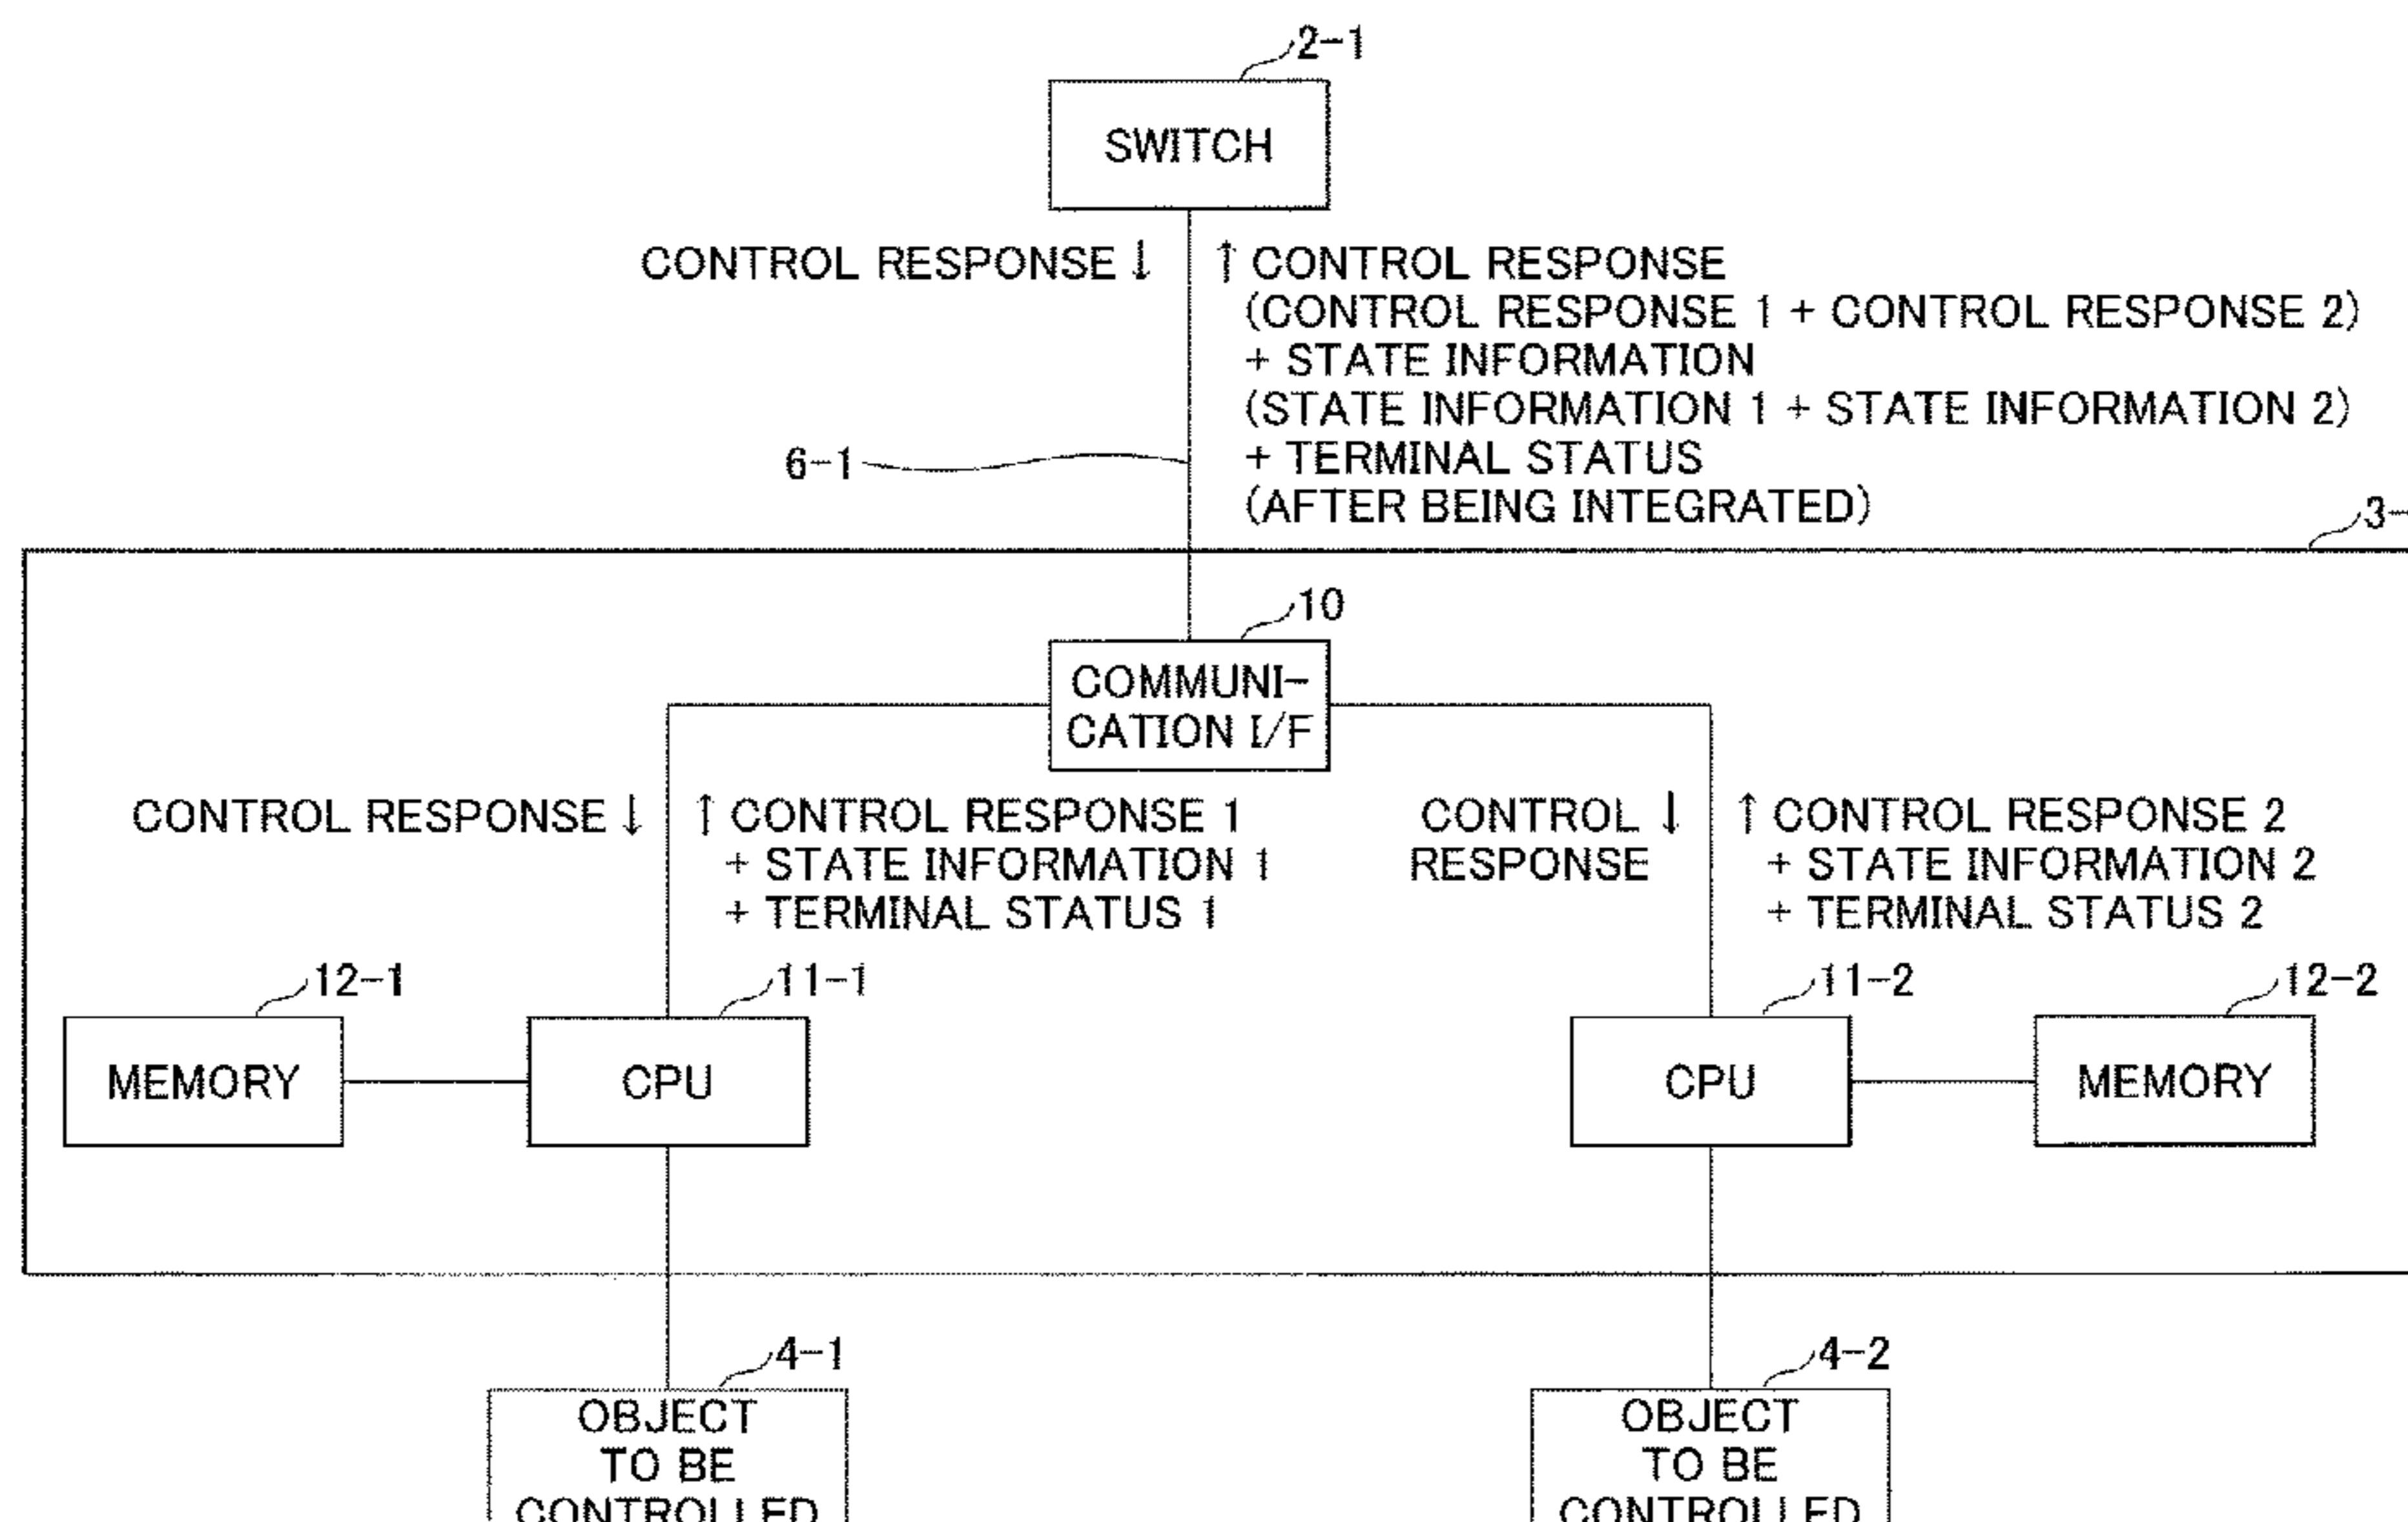 2-1
SWITCH
CONTROL RESPONSE ↓
↑ CONTROL RESPONSE
(CONTROL RESPONSE 1 + CONTROL RESPONSE 2)
+ STATE INFORMATION
(STATE INFORMATION 1 + STATE INFORMATION 2)
+ TERMINAL STATUS
(AFTER BEING INTEGRATED)
6-1
3-
10
COMMUNI-
CATION I/F
CONTROL RESPONSE ↓
↑ CONTROL RESPONSE 1
+ STATE INFORMATION 1
+ TERMINAL STATUS 1
CONTROL ↓
RESPONSE
↑ CONTROL RESPONSE 2
+ STATE INFORMATION 2
+ TERMINAL STATUS 2
12-1
11-1
11-2
12-2
MEMORY
CPU
CPU
MEMORY
4-1
OBJECT
TO BE
CONTROLLED
4-2
OBJECT
TO BE
CONTROLLED